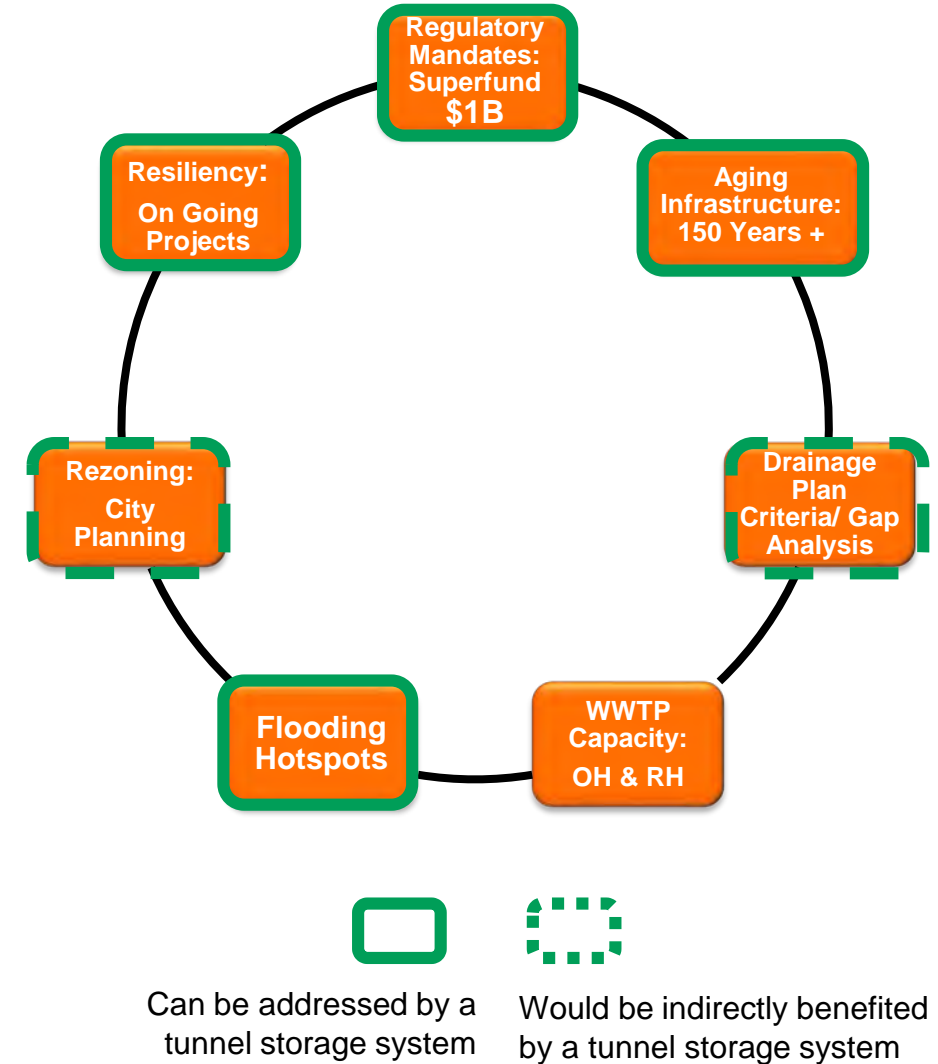 Regulatory
Mandates:
Superfund
$1B
Resiliency:
On Going
Projects
Aging
Infrastructure:
150 Years +
Rezoning:
City
Planning
Drainage
Plan
Criteria/ Gap
Analysis
Flooding
Hotspots
WWTP
Capacity:
OH & RH
Can be addressed by a
tunnel storage system
Would be indirectly benefited
by a tunnel storage system